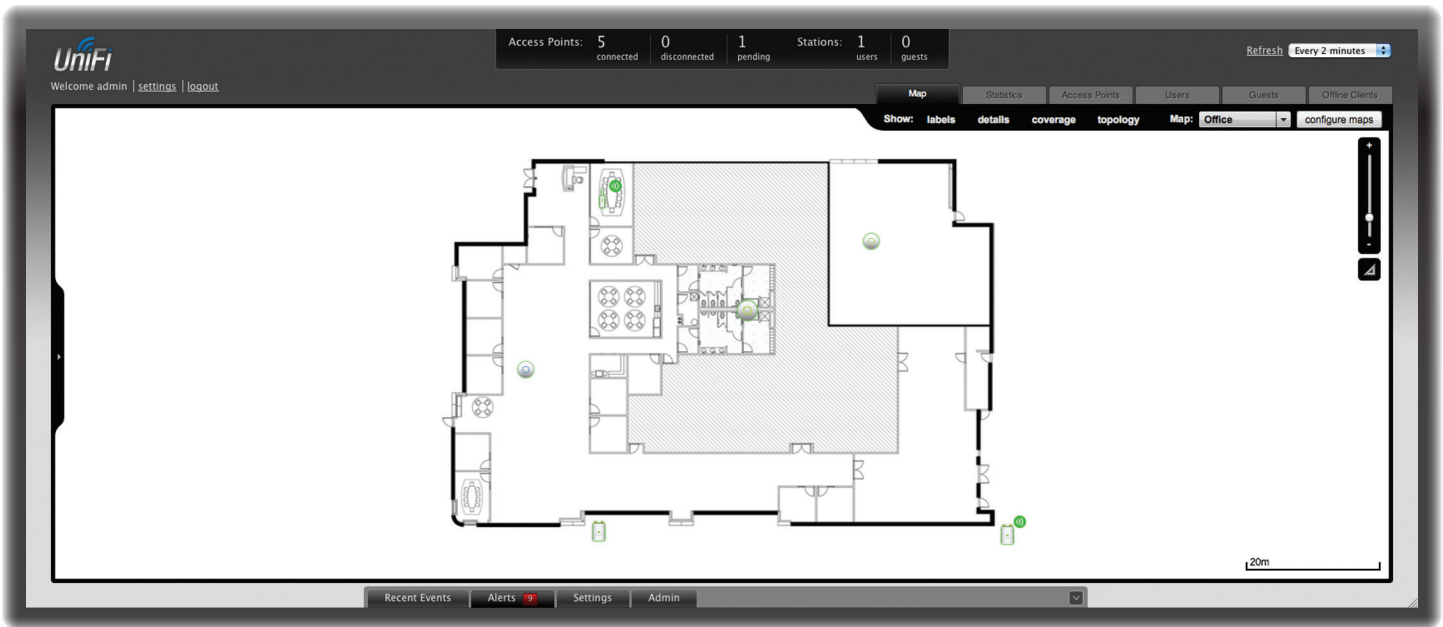 Access Points: 5 connected 0 disconnected 1 pending Stations: 1 users 0 guests
UniFi
Refresh Every 2 minutes
Welcome admin | settings | logout
Map Statistics Access Points Users Guests Offline Clients
Show: labels details coverage topology Map: Office configure maps
+
-
20m
Recent Events Alerts 9 Settings Admin